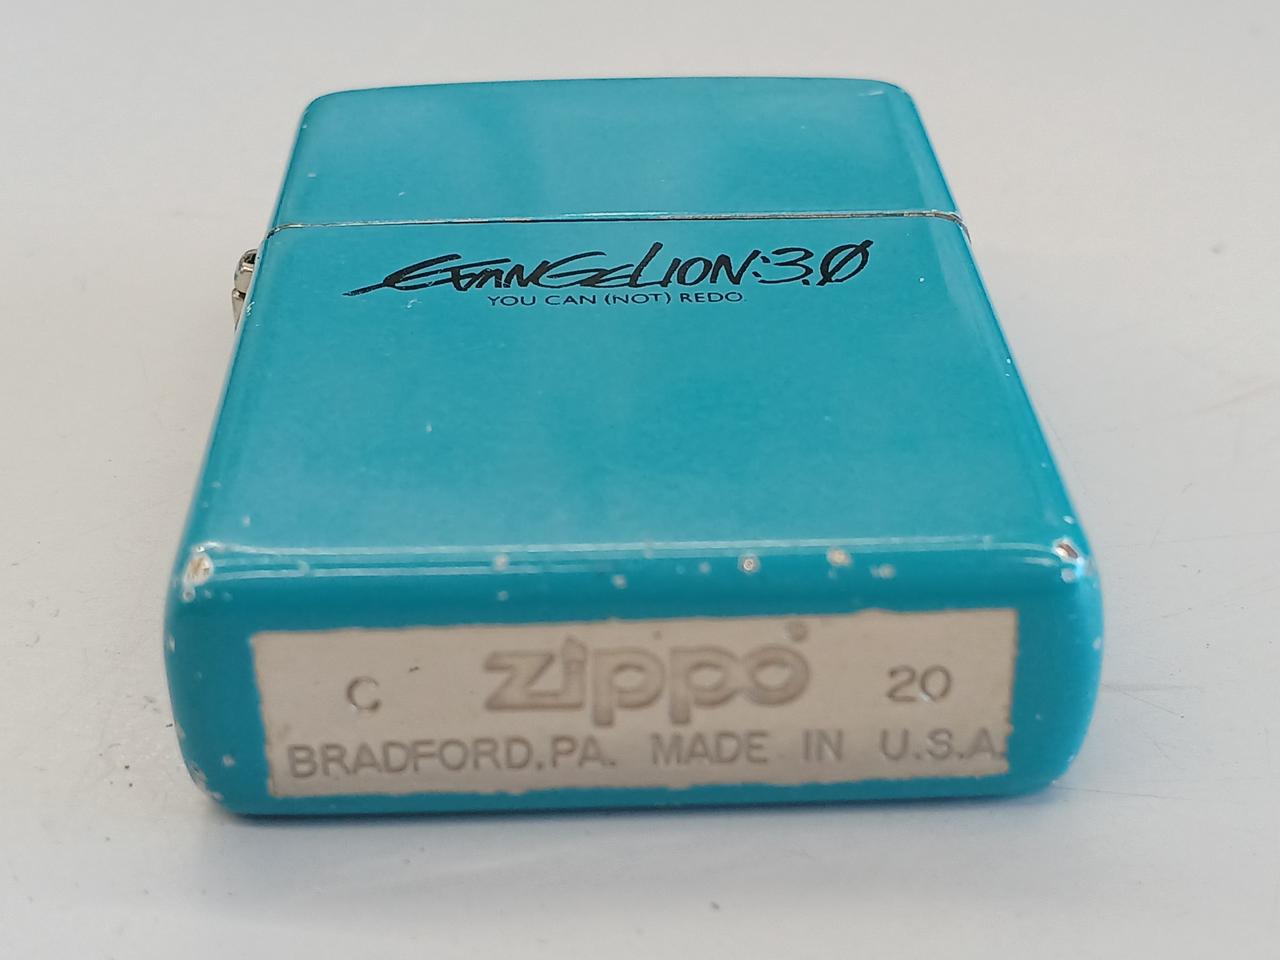 EVANGELION:3.0
YOU CAN (NOT) REDO.
C zippo 20
BRADFORD,PA. MADE IN U.S.A.